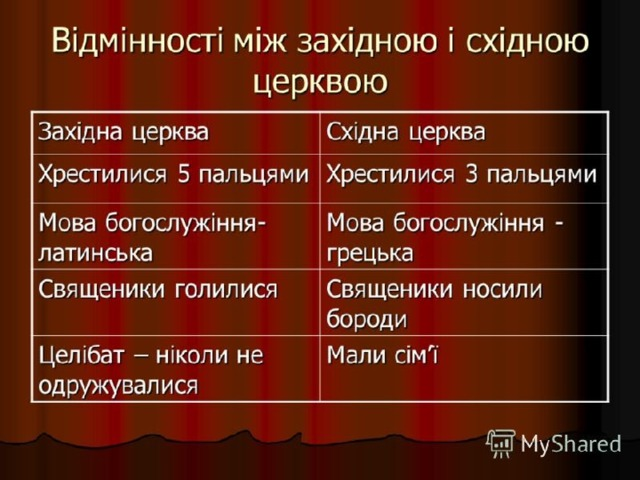 Відмінності між західною і східною
церквою
Західна церква
Східна церква
Хрестилися 5 пальцями
Хрестилися 3 пальцями
Мова богослужіння-
латинська
Мова богослужіння -
грецька
Священики голилися
Священики носили
бороди
Целібат – ніколи не
одружувалися
Мали сім’ї
MyShared